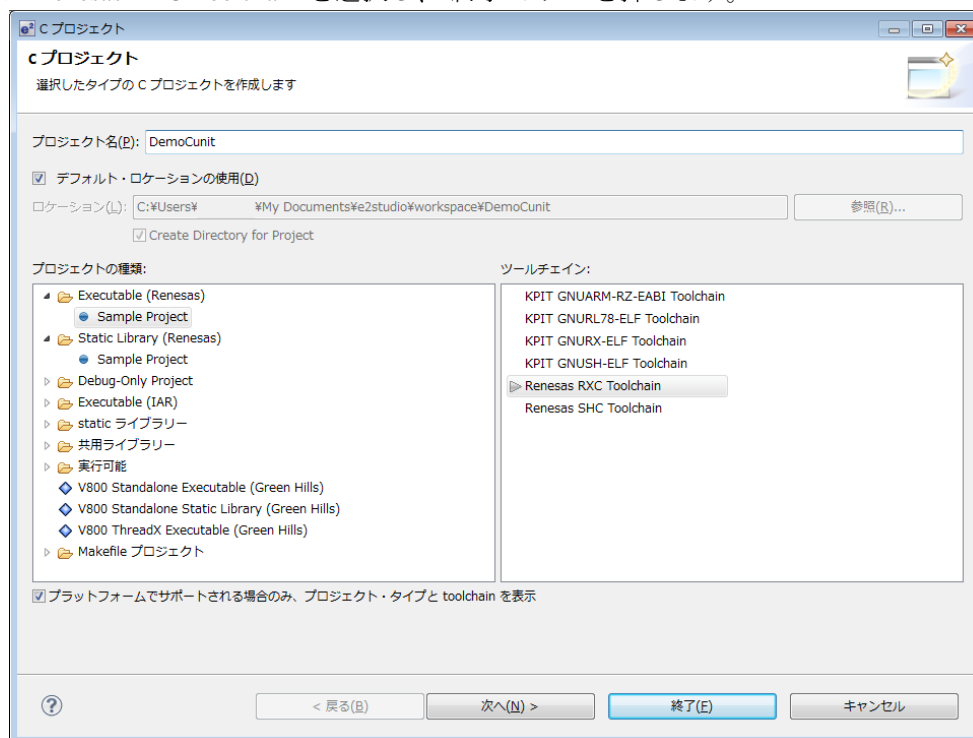 C プロジェクト
C プロジェクト
選択したタイプの C プロジェクトを作成します
プロジェクト名(P): DemoCunit
デフォルト・ロケーションの使用(D)
ロケーション(L): C:¥Users¥ ¥My Documents¥e2studio¥workspace¥DemoCunit 参照(R)...
Create Directory for Project
プロジェクトの種類:
Executable (Renesas)
Sample Project
Static Library (Renesas)
Sample Project
Debug-Only Project
Executable (IAR)
static ライブラリー
共用ライブラリー
実行可能
V800 Standalone Executable (Green Hills)
V800 Standalone Static Library (Green Hills)
V800 ThreadX Executable (Green Hills)
Makefile プロジェクト
ツールチェイン:
KPIT GNUARM-RZ-EABI Toolchain
KPIT GNURL78-ELF Toolchain
KPIT GNURX-ELF Toolchain
KPIT GNUSH-ELF Toolchain
Renesas RXC Toolchain
Renesas SHC Toolchain
プラットフォームでサポートされる場合のみ、プロジェクト・タイプと toolchain を表示
< 戻る(B) 次へ(N) > 終了(F) キャンセル